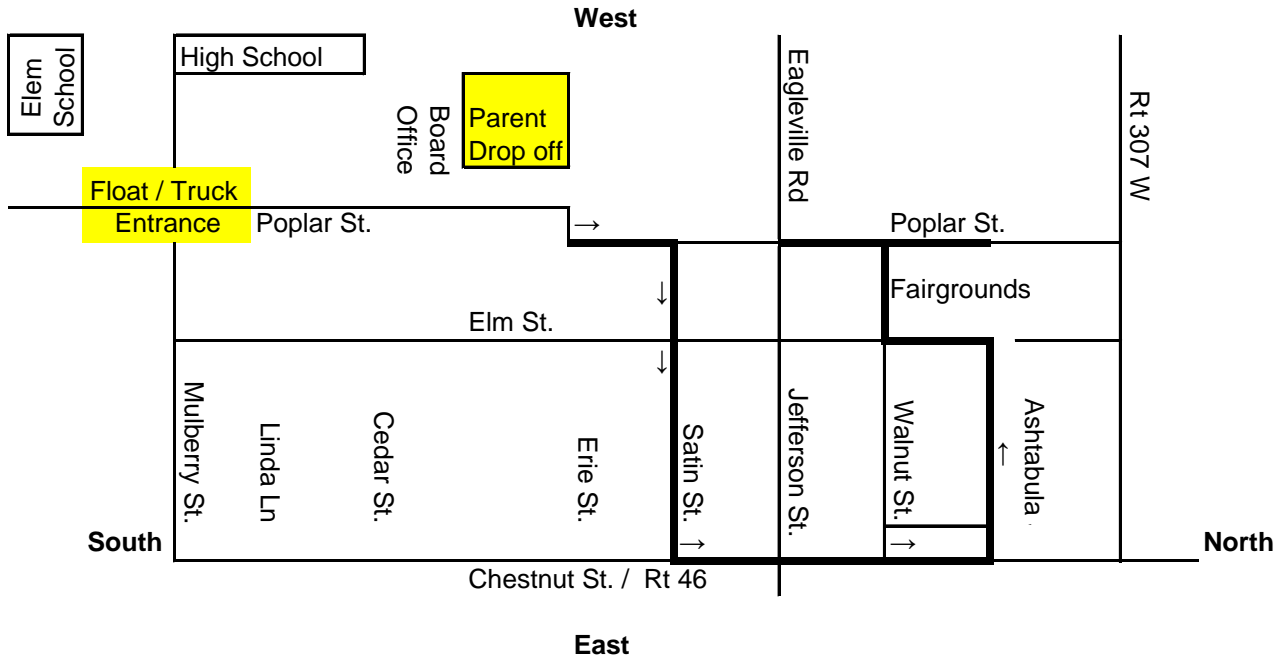 West
High School
Elem
School
Board
Office
Parent
Drop off
Eagleville Rd
Rt 307 W
Float / Truck
Entrance
Poplar St.
→
Poplar St.
↓
Fairgrounds
Elm St.
↓
Mulberry St.
Linda Ln
Cedar St.
Erie St.
Satin St.
Jefferson St.
Walnut St.
↑
Ashtabula
South
→
→
North
Chestnut St. / Rt 46
East